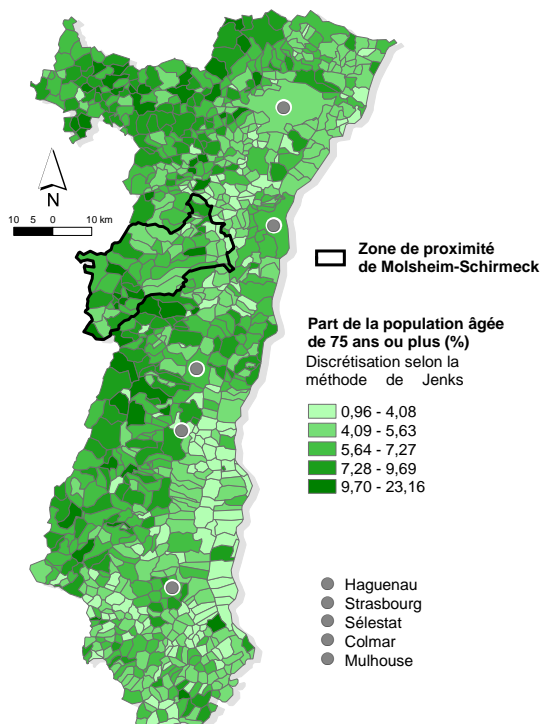 N
10 5 0 10 km
Zone de proximité
de Molsheim-Schirmeck
Part de la population âgée
de 75 ans ou plus (%)
Discrétisation selon la
méthode de Jenks
0,96 - 4,08
4,09 - 5,63
5,64 - 7,27
7,28 - 9,69
9,70 - 23,16
Haguenau
Strasbourg
Sélestat
Colmar
Mulhouse